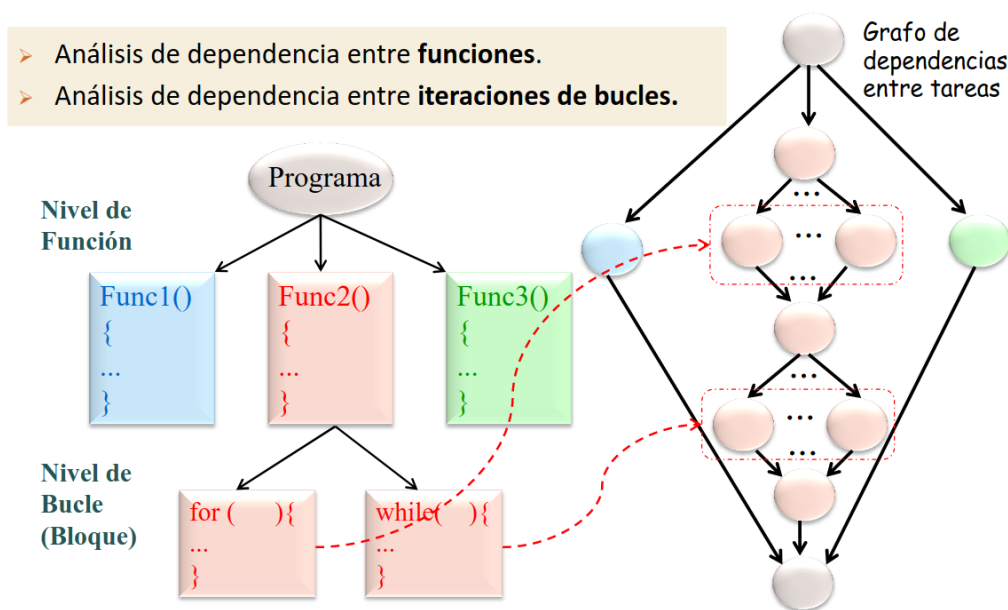 ➢ Análisis de dependencia entre funciones.
➢ Análisis de dependencia entre iteraciones de bucles.
Grafo de
dependencias
entre tareas
Programa
Nivel de
Función
Func1()
{
...
}
Func2()
{
...
}
Func3()
{
...
}
Nivel de
Bucle
(Bloque)
for ( ){
...
}
while( ){
...
}
...
...
...
...
...
...